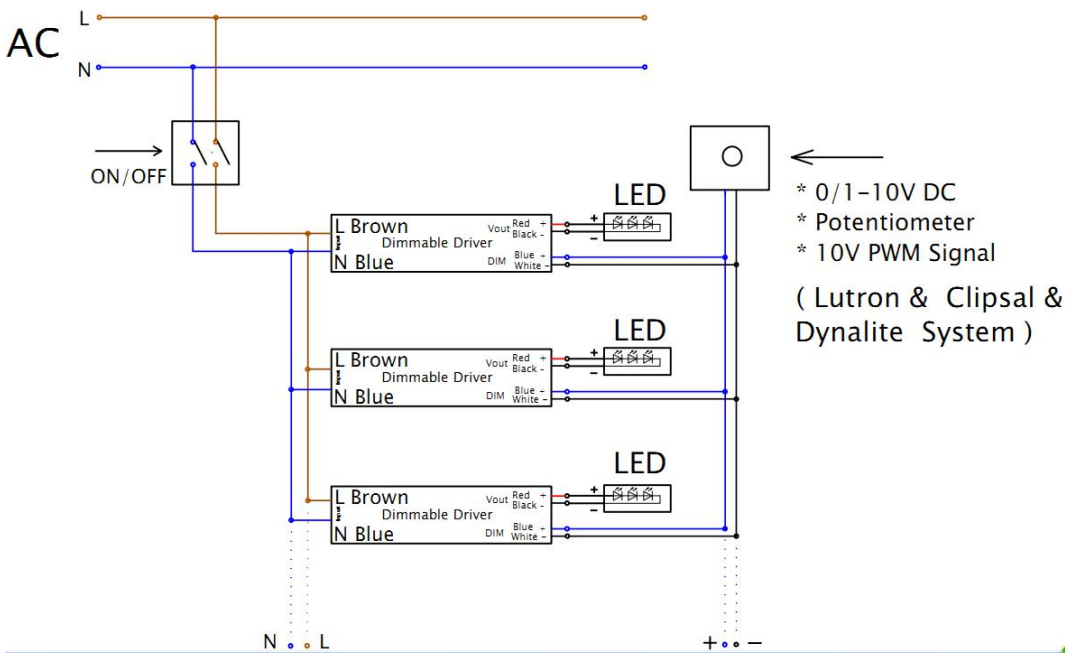 L
AC
N
ON/OFF
* 0/1-10V DC
* Potentiometer
* 10V PWM Signal
( Lutron & Clipsal &
Dynalite System )
LED
L Brown
Dimmable Driver
N Blue
Vout Red +
Black -
DIM Blue +
White -
+
-
LED
L Brown
Dimmable Driver
N Blue
Vout Red +
Black -
DIM Blue +
White -
+
-
LED
L Brown
Dimmable Driver
N Blue
Vout Red +
Black -
DIM Blue +
White -
+
-
N L
+ -